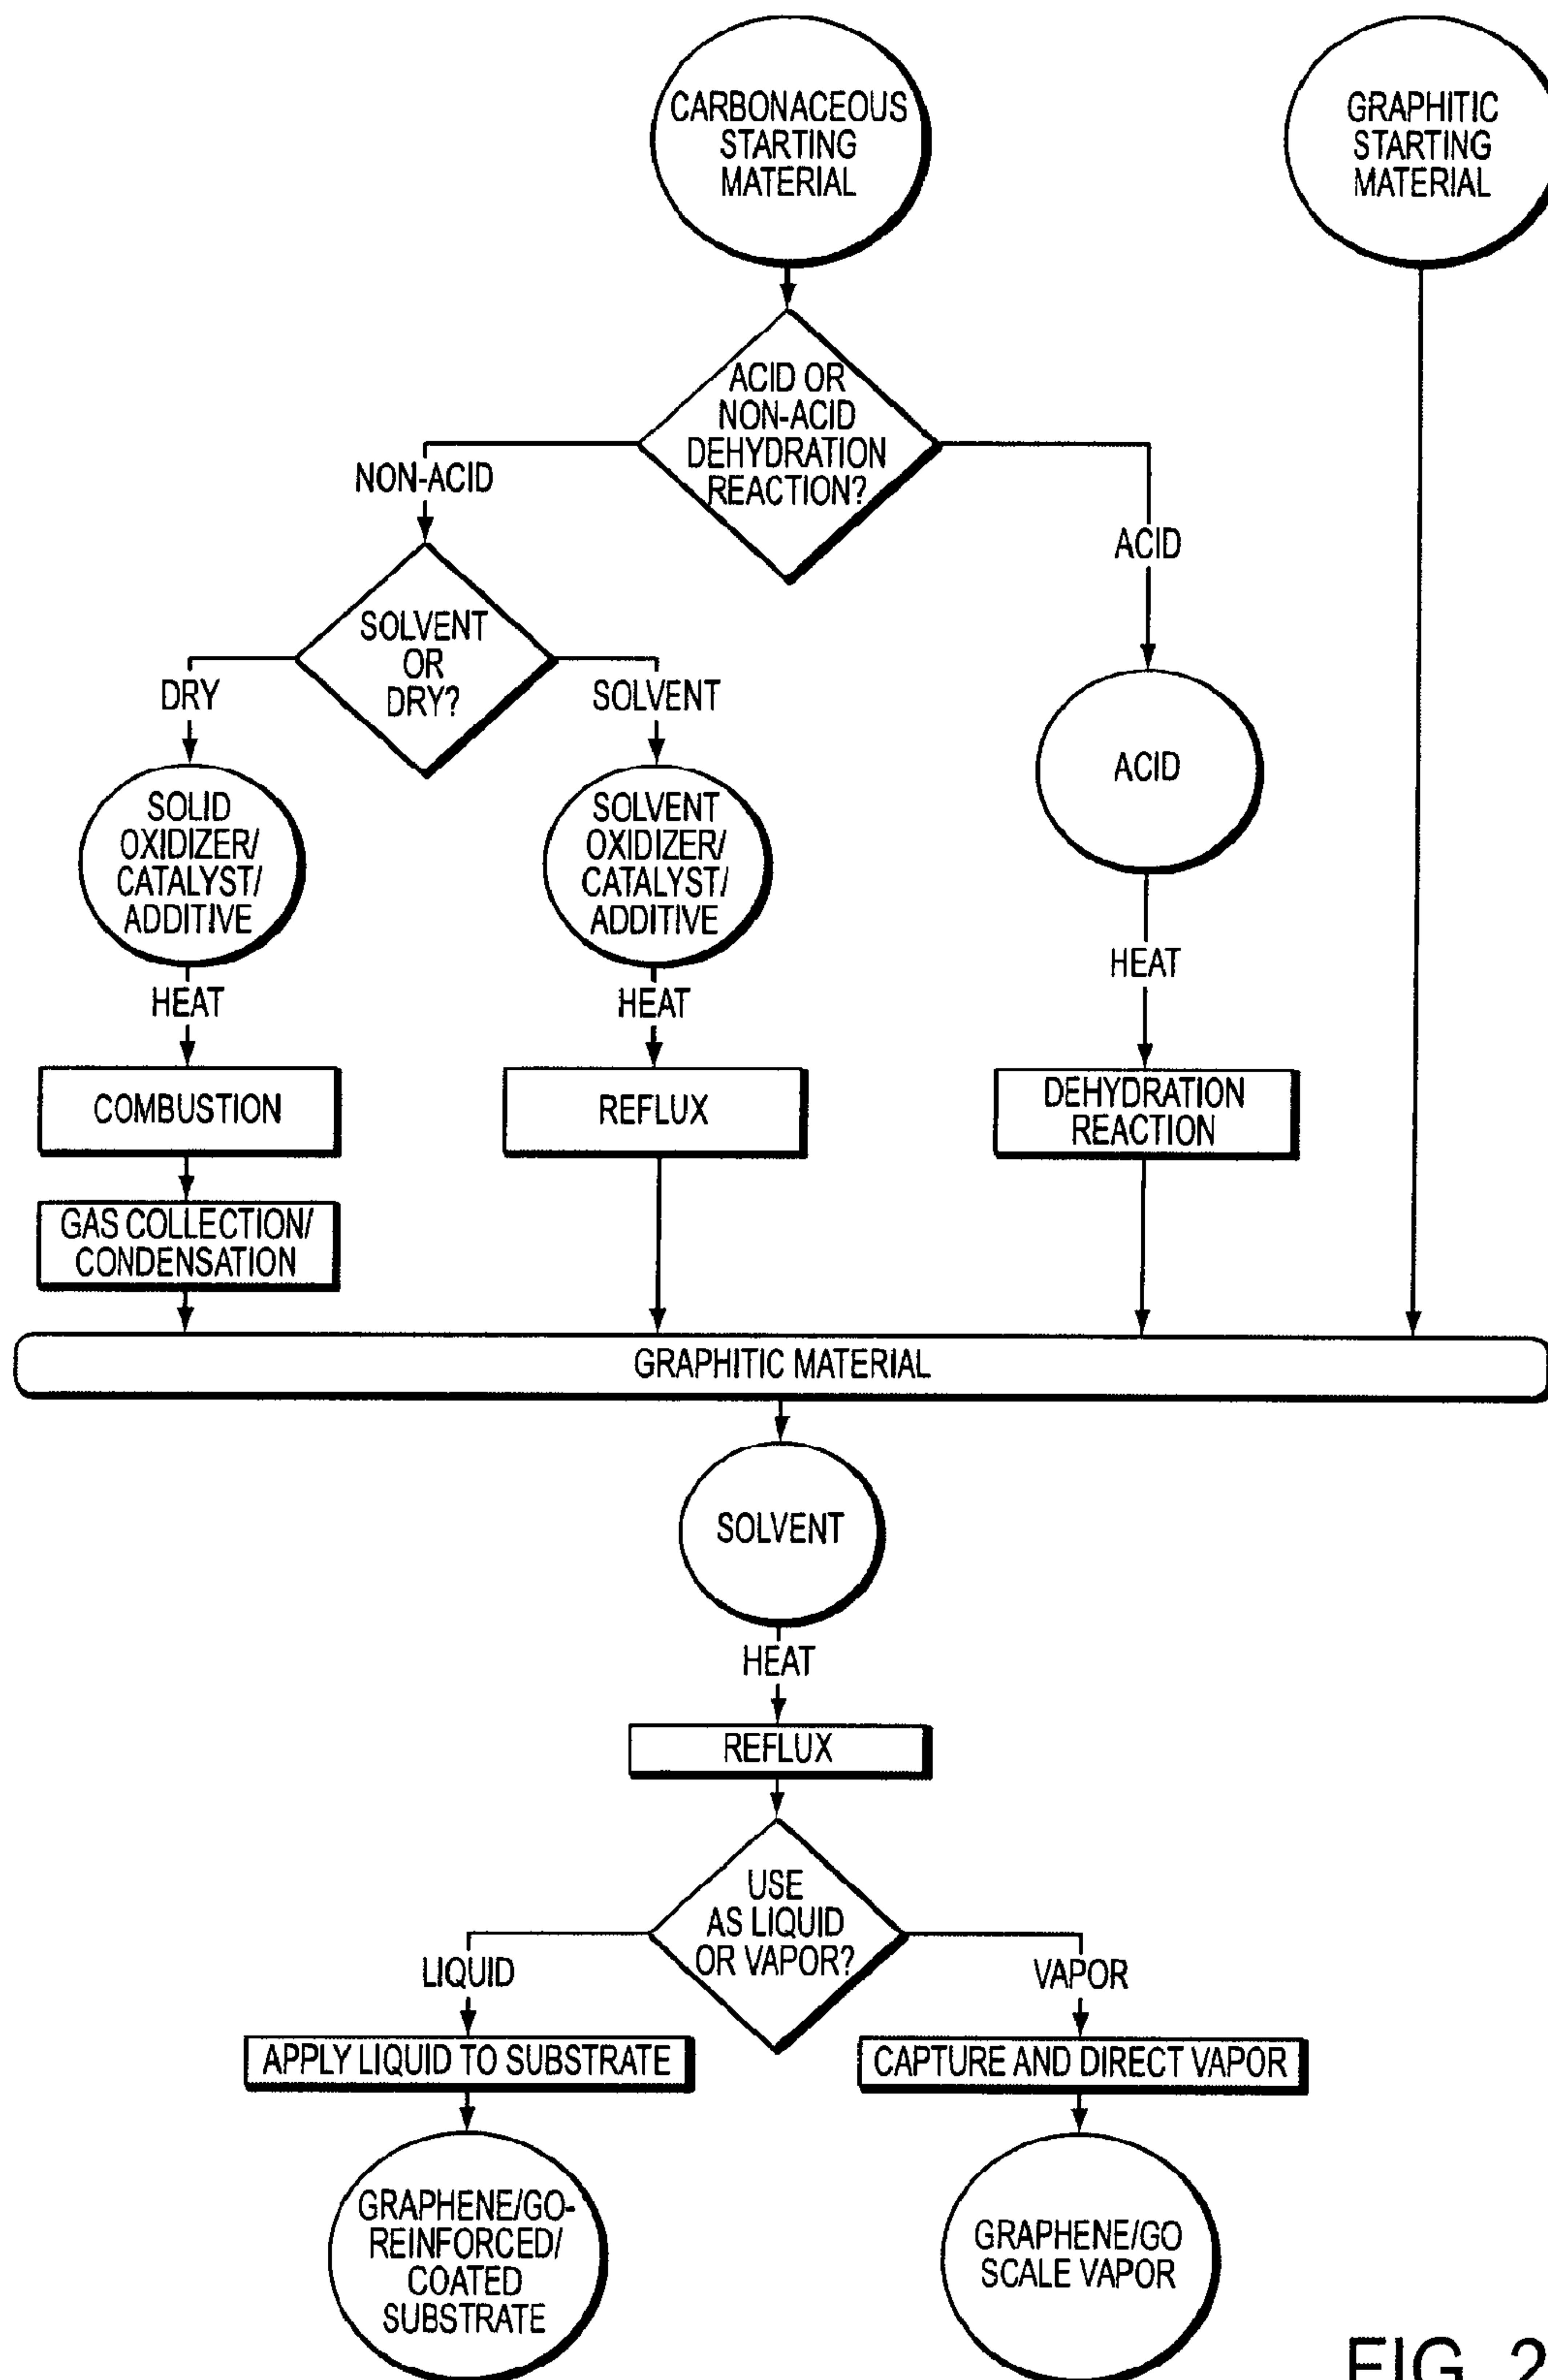 CARBONACEOUS
STARTING
MATERIAL
GRAPHITIC
STARTING
MATERIAL
ACID OR
NON-ACID
DEHYDRATION
REACTION?
NON-ACID
ACID
SOLVENT
OR
DRY?
DRY
SOLVENT
SOLID
OXIDIZER/
CATALYST/
ADDITIVE
SOLVENT
OXIDIZER/
CATALYST/
ADDITIVE
ACID
HEAT
HEAT
HEAT
COMBUSTION
REFLUX
DEHYDRATION
REACTION
GAS COLLECTION/
CONDENSATION
GRAPHITIC MATERIAL
SOLVENT
HEAT
REFLUX
USE
AS LIQUID
OR VAPOR?
LIQUID
VAPOR
APPLY LIQUID TO SUBSTRATE
CAPTURE AND DIRECT VAPOR
GRAPHENE/GO-
REINFORCED/
COATED
SUBSTRATE
GRAPHENE/GO
SCALE VAPOR
FIG. 2